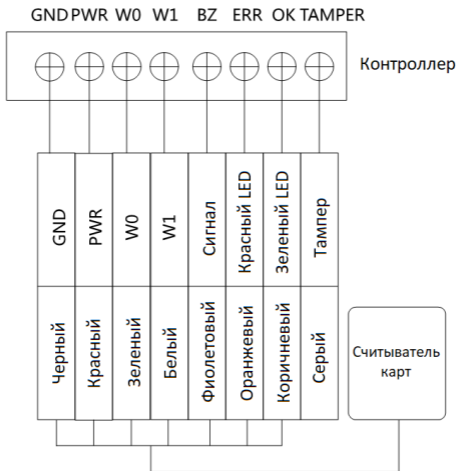 GND PWR W0 W1 BZ ERR OK TAMPER
Контроллер
GND
PWR
W0
W1
Сигнал
Красный LED
Зеленый LED
Тампер
Черный
Красный
Зеленый
Белый
Фиолетовый
Оранжевый
Коричневый
Серый
Считыватель
карт